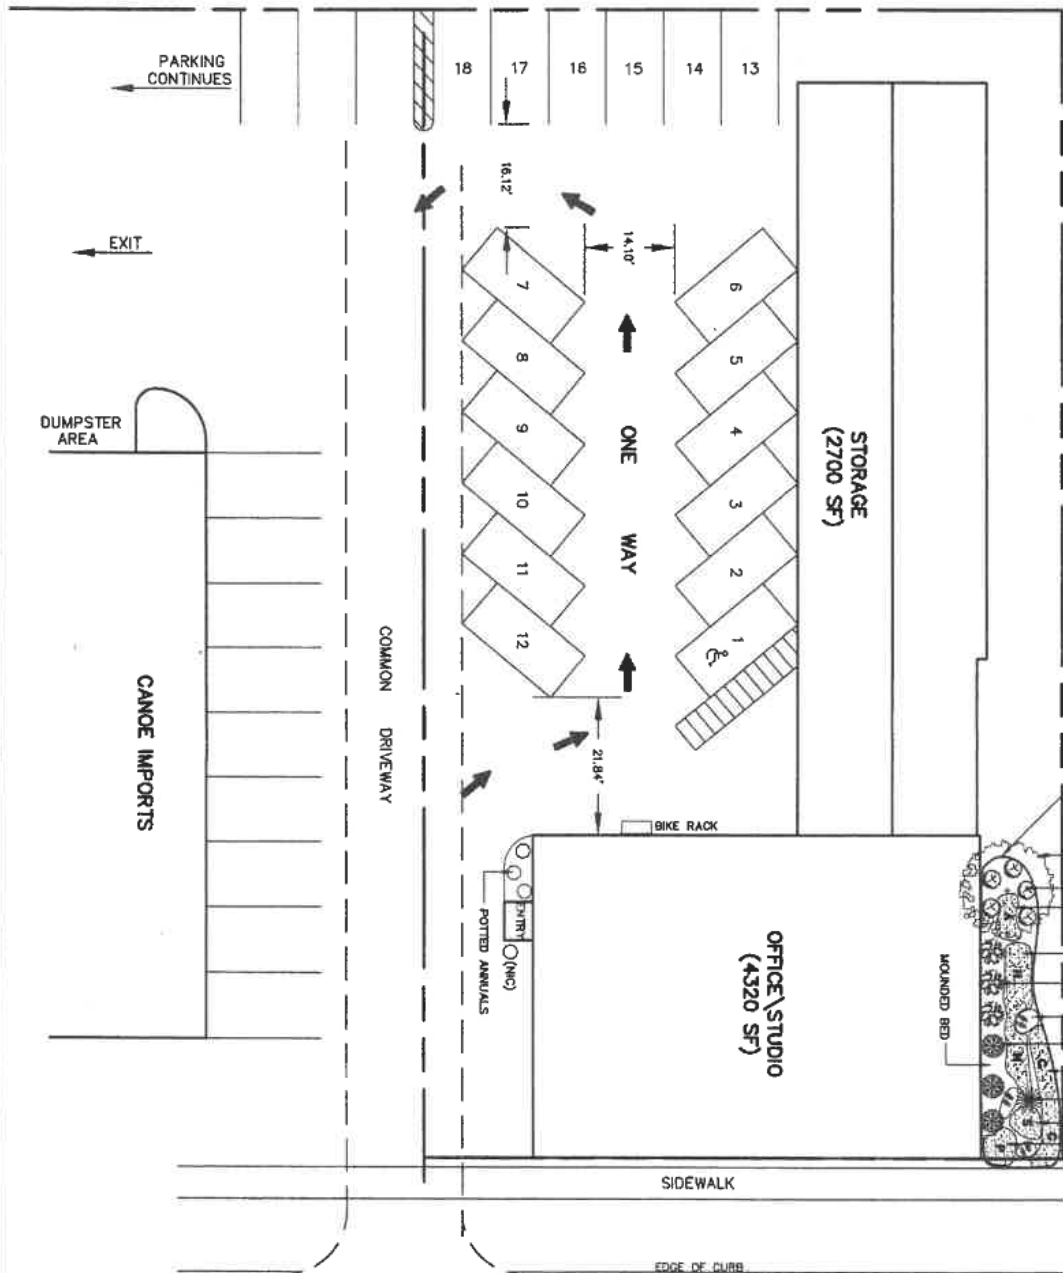 PARKING
CONTINUES
18
17
16
15
14
13
16.12'
EXIT
14.10'
7
6
8
5
DUMPSTER
AREA
9
4
ONE WAY
STORAGE
(2700 SF)
10
3
11
2
12
1
COMMON DRIVEWAY
CANOE IMPORTS
21.84'
BIKE RACK
ENTRY
(NIC)
POTTED ANNUALS
OFFICE\STUDIO
(4320 SF)
MOUNDED BED
SIDEWALK
EDGE OF CURB